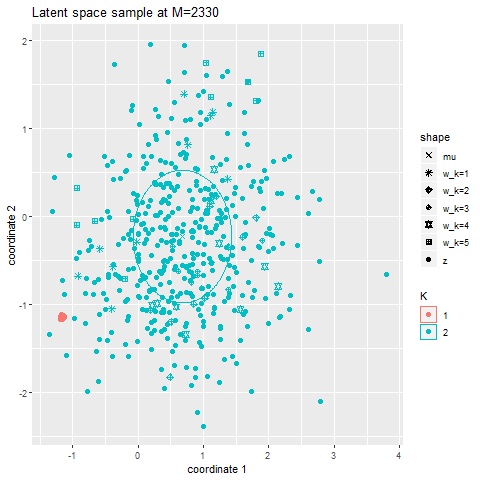 Latent space sample at M=2330
coordinate 2
2
1
0
-1
-2
-1
0
1
2
3
4
coordinate 1
shape
mu
w_k=1
w_k=2
w_k=3
w_k=4
w_k=5
z
K
1
2